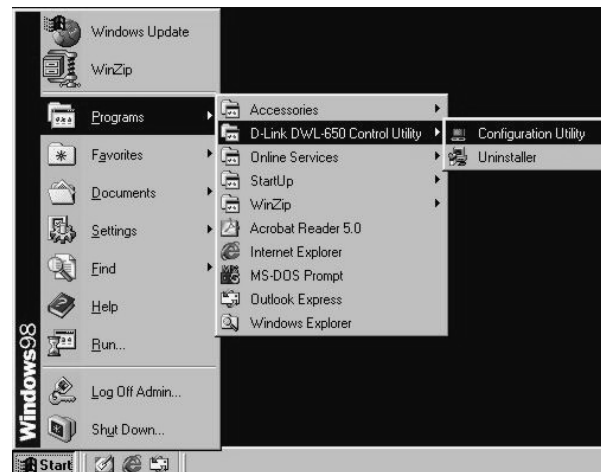 Windows Update
WinZip
Programs
Favorites
Documents
Settings
Find
Help
Run...
Log Off Admin...
Shut Down...
Windows98
Accessories
D-Link DWL-650 Control Utility
Online Services
StartUp
WinZip
Acrobat Reader 5.0
Internet Explorer
MS-DOS Prompt
Outlook Express
Windows Explorer
Configuration Utility
Uninstaller
Start